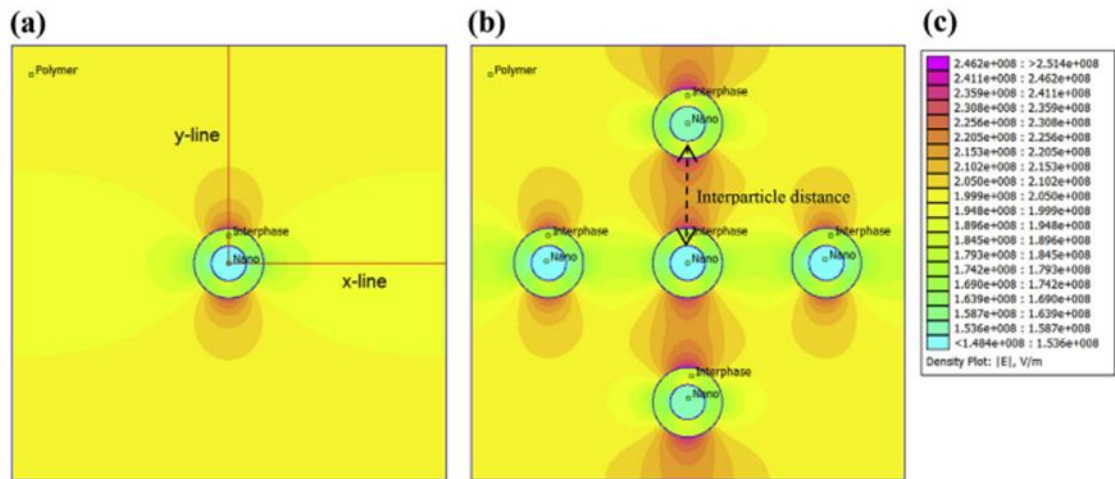 (a)
(b)
(c)
Polymer
y-line
Interphase
Nano
x-line
Polymer
Interphase
Nano
Interparticle distance
Interphase
Nano
Interphase
Nano
Interphase
Nano
Interphase
Nano
2.462e+008 : >2.514e+008
2.411e+008 : 2.462e+008
2.359e+008 : 2.411e+008
2.308e+008 : 2.359e+008
2.256e+008 : 2.308e+008
2.205e+008 : 2.256e+008
2.153e+008 : 2.205e+008
2.102e+008 : 2.153e+008
2.050e+008 : 2.102e+008
1.999e+008 : 2.050e+008
1.948e+008 : 1.999e+008
1.896e+008 : 1.948e+008
1.845e+008 : 1.896e+008
1.793e+008 : 1.845e+008
1.742e+008 : 1.793e+008
1.690e+008 : 1.742e+008
1.639e+008 : 1.690e+008
1.587e+008 : 1.639e+008
1.536e+008 : 1.587e+008
<1.484e+008 : 1.536e+008
Density Plot: |E|, V/m